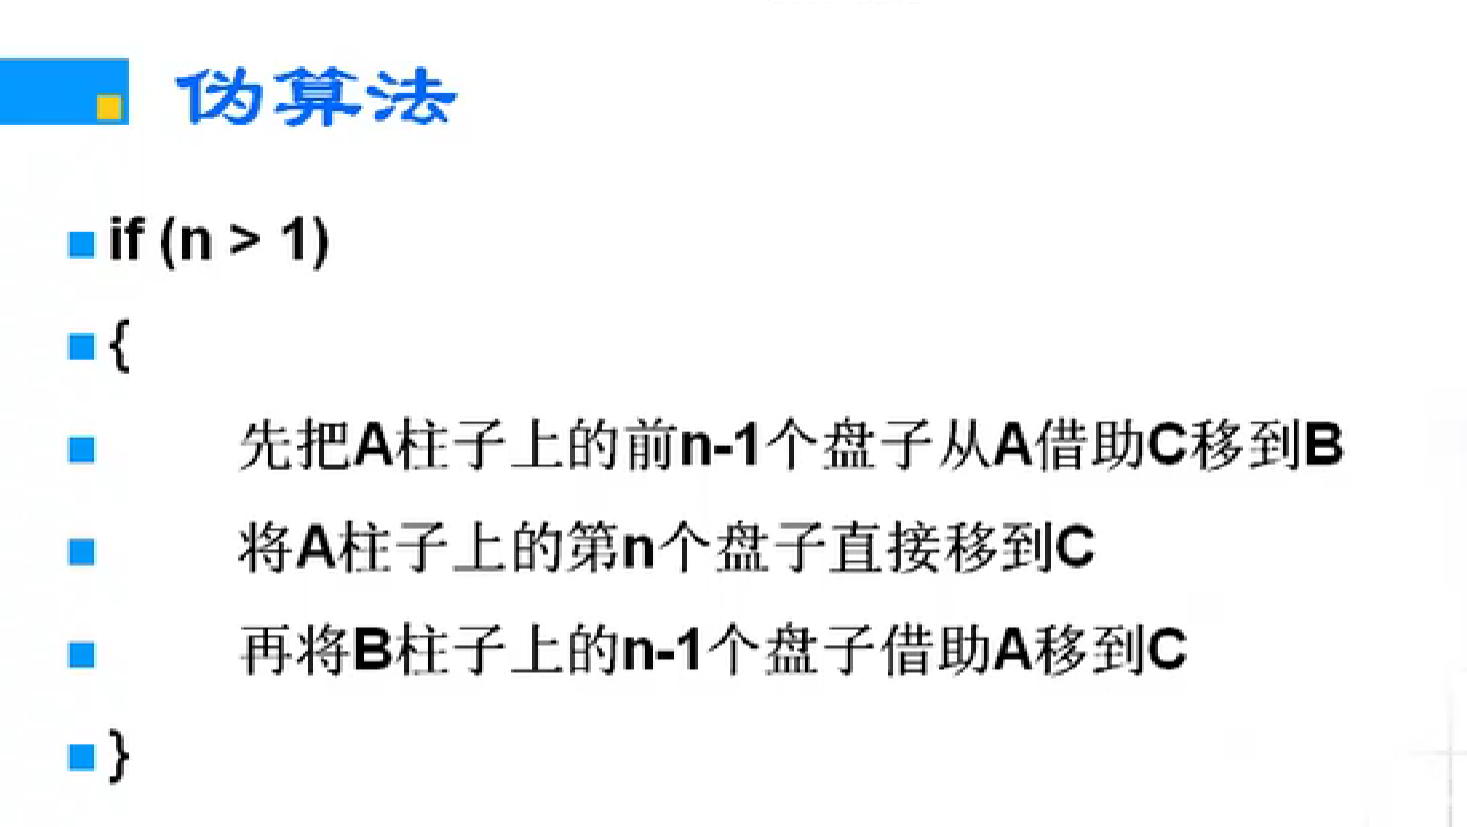 伪算法
if (n > 1)
{
先把A柱子上的前n-1个盘子从A借助C移到B
将A柱子上的第n个盘子直接移到C
再将B柱子上的n-1个盘子借助A移到C
}